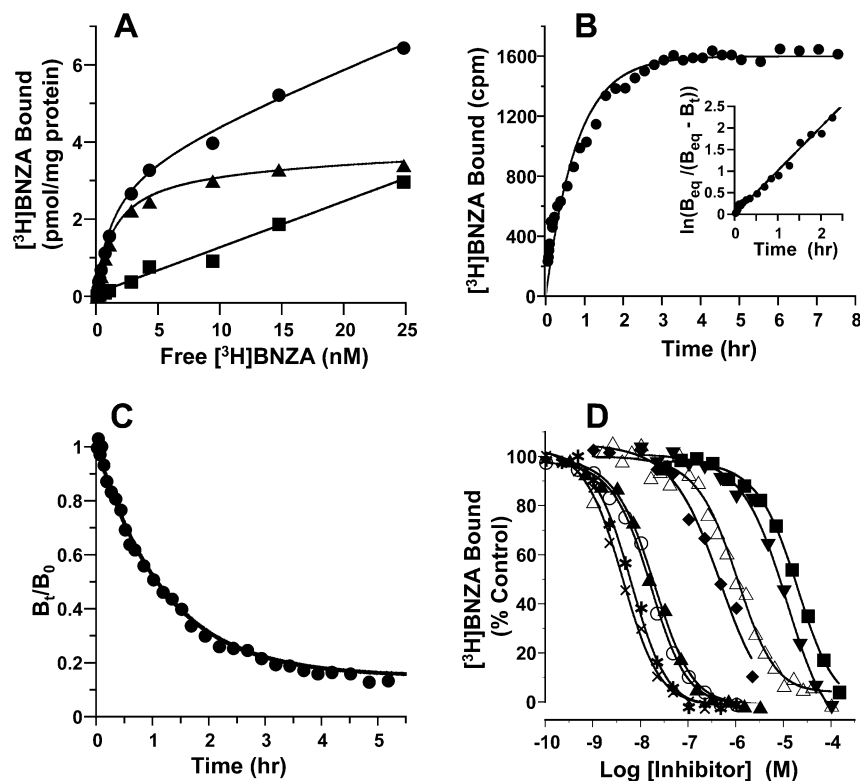 A
[³H]BNZA Bound
(pmol/mg protein)
6
4
2
0
0 5 10 15 20 25
Free [³H]BNZA (nM)
B
[³H]BNZA Bound (cpm)
1600
1200
800
400
0
0 1 2 3 4 5 6 7 8
Time (hr)
ln(Beq /(Beq - Bt))
2.5
2
1.5
1
0.5
0
0 1 2
Time (hr)
C
Bt/B0
1
0.8
0.6
0.4
0.2
0
0 1 2 3 4 5
Time (hr)
D
[³H]BNZA Bound
(% Control)
100
80
60
40
20
0
-10 -9 -8 -7 -6 -5 -4
Log [Inhibitor] (M)